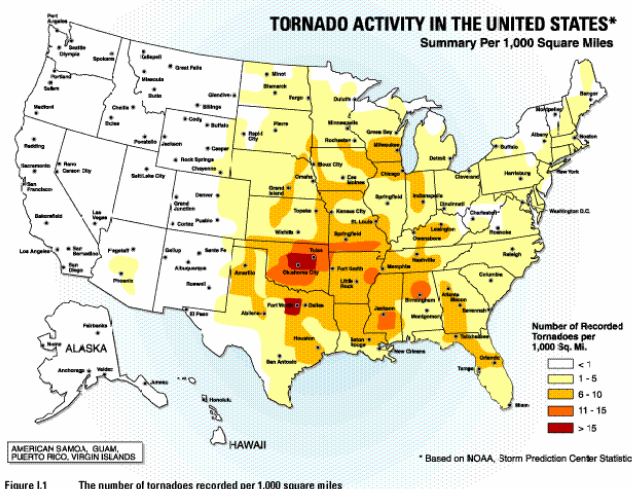 TORNADO ACTIVITY IN THE UNITED STATES*
Summary Per 1,000 Square Miles
Port Angeles
Seattle
Olympia
Spokane
Portland
Salem
Medford
Kalispell
Great Falls
Missoula
Butte
Glendive
Billings
Boise
Pocatello
Cody
Buffalo
Jackson
Casper
Rock Springs
Cheyenne
Minot
Bismarck
Fargo
Pierre
Rapid City
Duluth
Minneapolis
Rochester
Green Bay
Milwaukee
Detroit
Buffalo
Montpelier
Bangor
Albany
Boston
New York
Harrisburg
Cleveland
Washington D.C.
Redding
Sacramento
San Francisco
Reno
Carson City
Salt Lake City
Bakersfield
Las Vegas
Los Angeles
San Bernardino
San Diego
Flagstaff
Phoenix
Grand Junction
Denver
Cortez
Pueblo
Gallup
Santa Fe
Albuquerque
Roswell
El Paso
Grand Island
Omaha
Sioux City
Des Moines
Chicago
Topeka
Kansas City
Wichita
Springfield
St. Louis
Springfield
Indianapolis
Cincinnati
Charleston
Roanoke
Lexington
Owensboro
Raleigh
Nashville
Memphis
Columbia
Tulsa
Oklahoma City
Amarillo
Fort Smith
Little Rock
Fort Worth
Dallas
Abilene
Houston
San Antonio
Jackson
Baton Rouge
New Orleans
Birmingham
Montgomery
Atlanta
Macon
Savannah
Tallahassee
Orlando
Tampa
Miami
Fairbanks
Nome
ALASKA
Anchorage
Valdez
Juneau
Honolulu
HAWAII
AMERICAN SAMOA, GUAM,
PUERTO RICO, VIRGIN ISLANDS
Number of Recorded
Tornadoes per
1,000 Sq. Mi.
< 1
1 - 5
6 - 10
11 - 15
> 15
* Based on NOAA, Storm Prediction Center Statistic
Figure I.1 The number of tornadoes recorded per 1,000 square miles